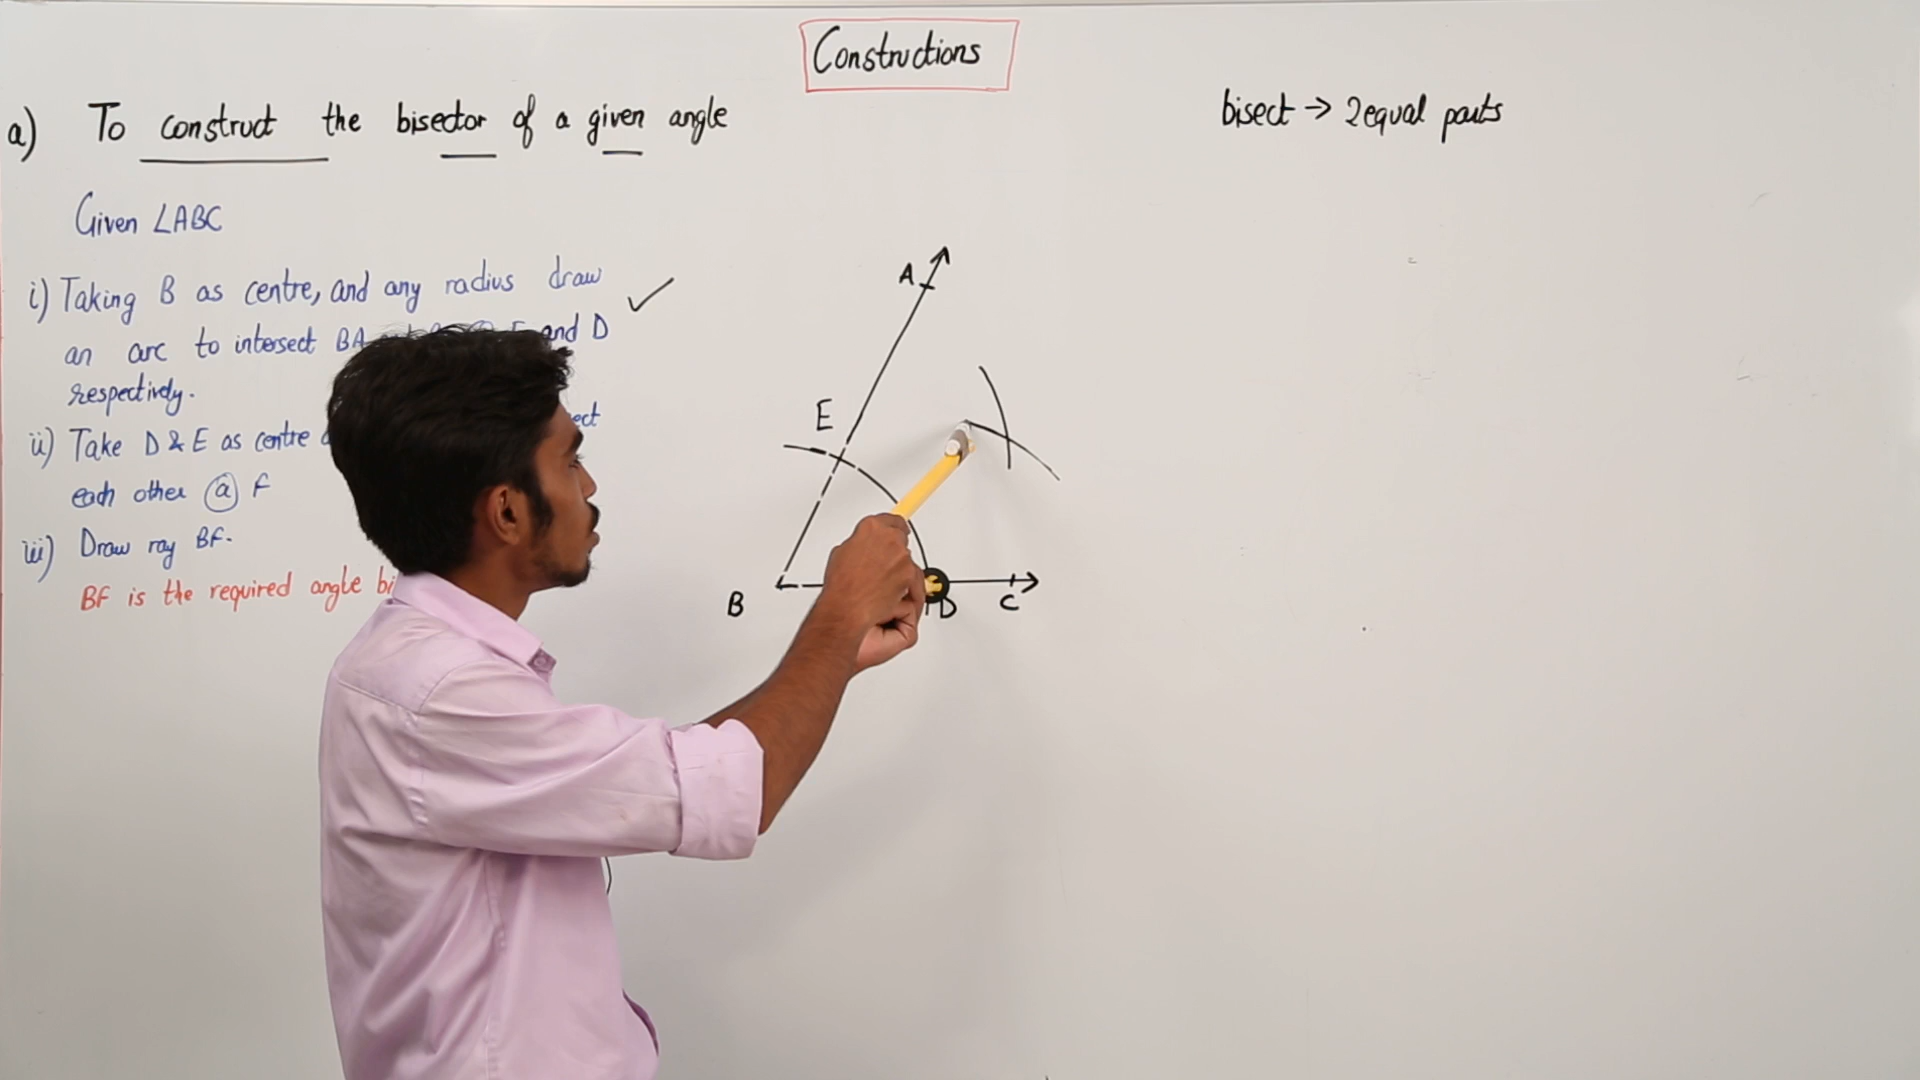 Constructions
a) To construct the bisector of a given angle
bisect → 2 equal parts
Given ∠ABC
i) Taking B as centre, and any radius draw
an arc to intersect BA and D
respectively.
ii) Take D & E as centre
each other @ F
iii) Draw ray BF.
BF is the required angle
A
E
B
D
C